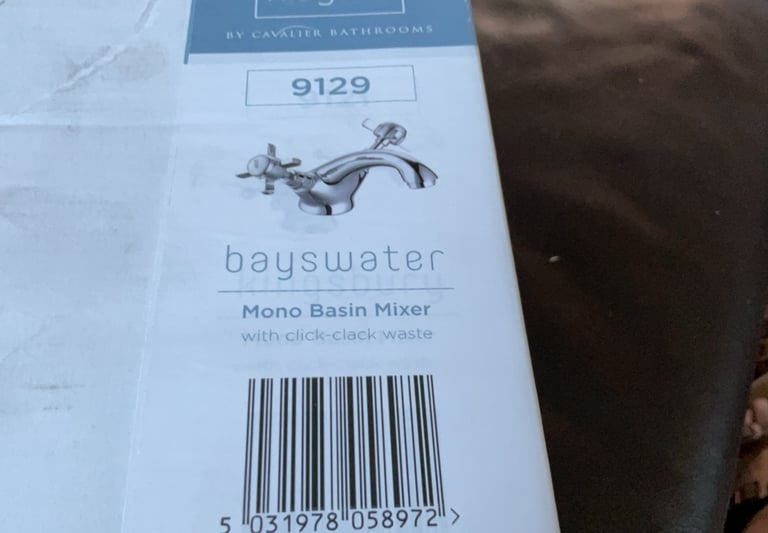 BY CAVALIER BATHROOMS
9129
bayswater
Mono Basin Mixer
with click-clack waste
5 031978 058972 >